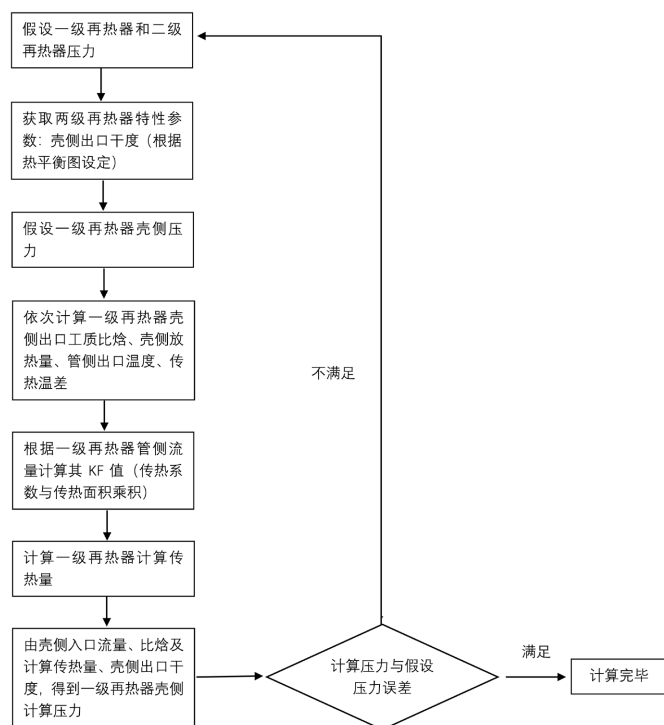 假设一级再热器和二级
再热器压力
获取两级再热器特性参
数：壳侧出口干度（根据
热平衡图设定）
假设一级再热器壳侧压
力
依次计算一级再热器壳
侧出口工质比焓、壳侧放
热量、管侧出口温度、传
热温差
不满足
根据一级再热器管侧流
量计算其 KF 值（传热系
数与传热面积乘积）
计算一级再热器计算传
热量
由壳侧入口流量、比焓及
计算传热量、壳侧出口干
度，得到一级再热器壳侧
计算压力
计算压力与假设
压力误差
满足
计算完毕